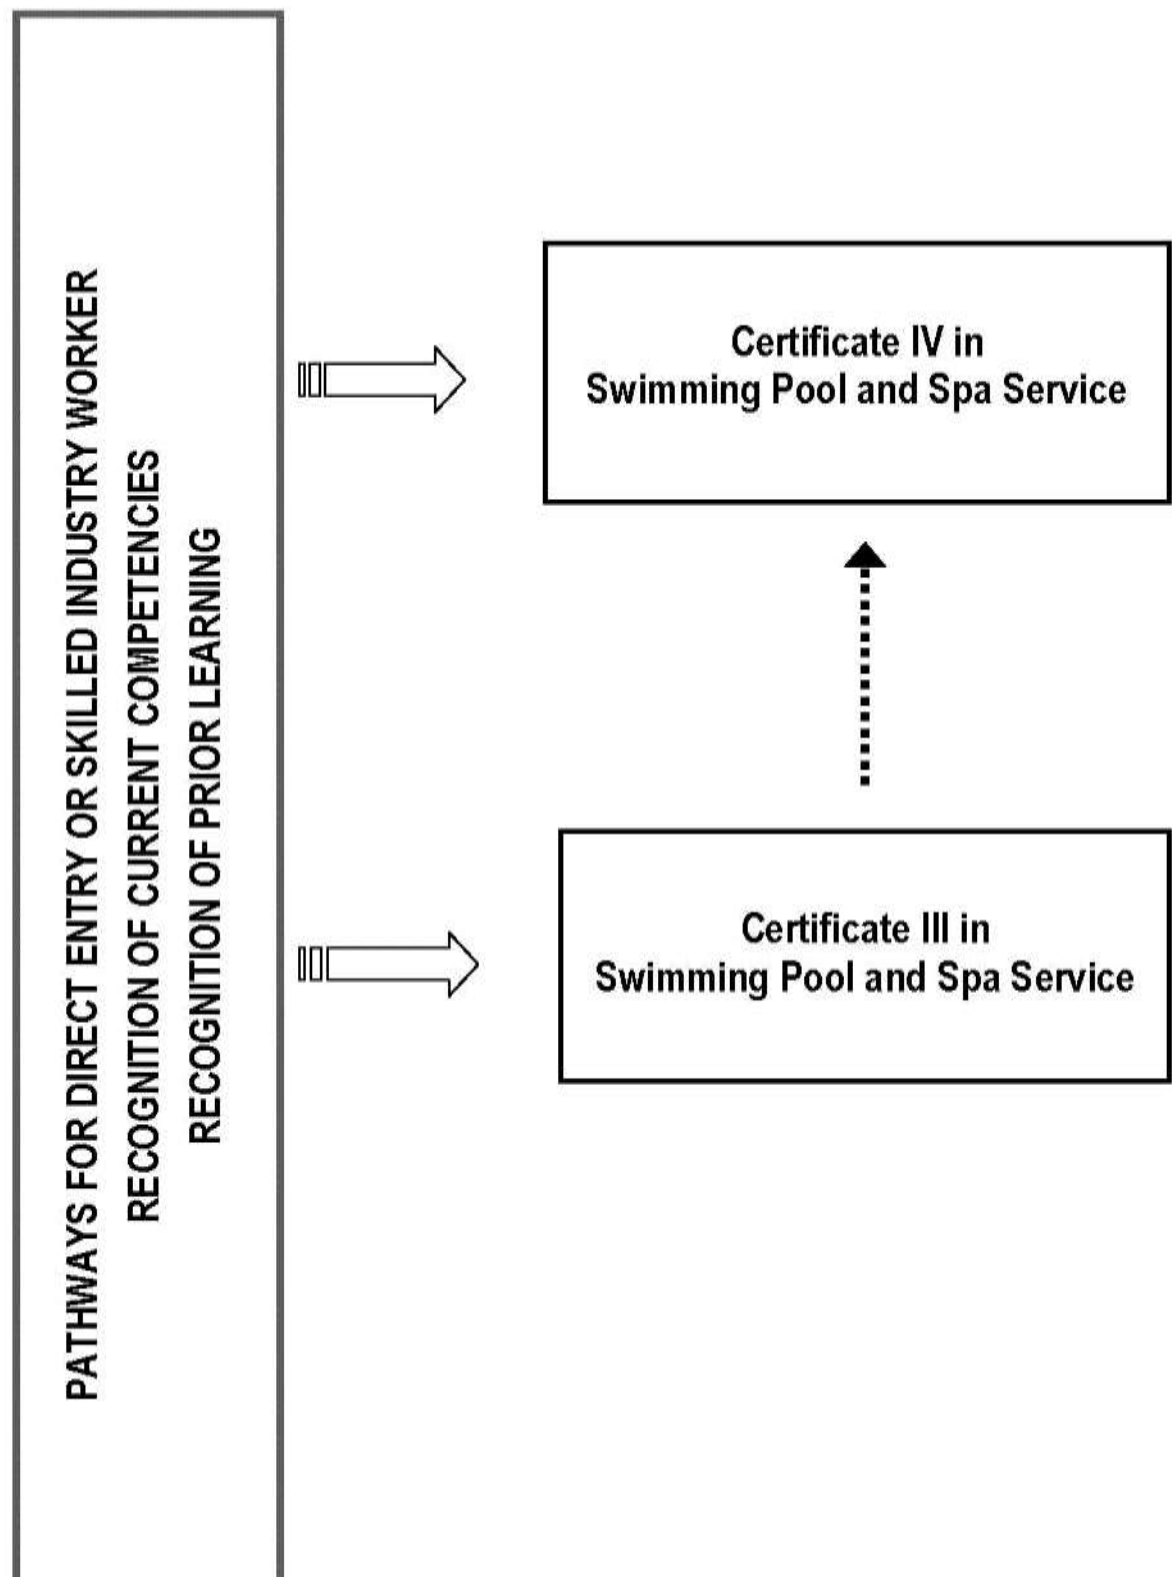 PATHWAYS FOR DIRECT ENTRY OR SKILLED INDUSTRY WORKER
RECOGNITION OF CURRENT COMPETENCIES
RECOGNITION OF PRIOR LEARNING
Certificate IV in
Swimming Pool and Spa Service
Certificate III in
Swimming Pool and Spa Service